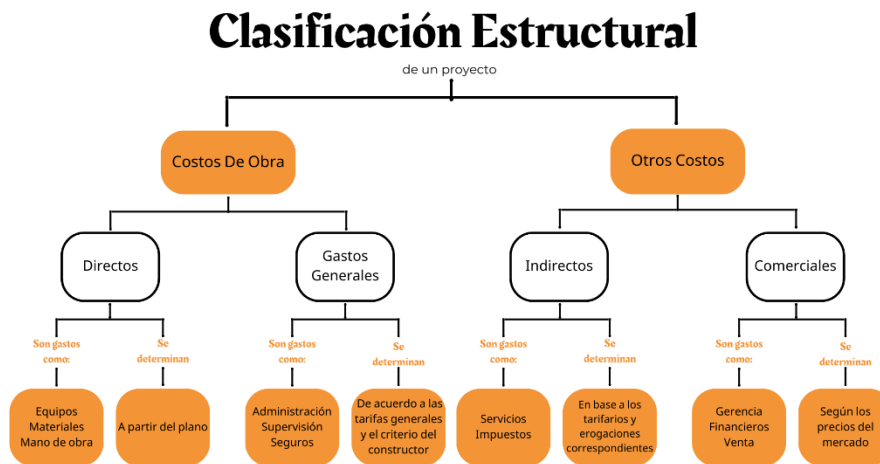 Clasificación Estructural
de un proyecto
Costos De Obra
Otros Costos
Directos
Gastos
Generales
Indirectos
Comerciales
Son gastos
como:
Se
determinan
Son gastos
como:
Se
determinan
Son gastos
como:
Se
determinan
Son gastos
como:
Se
determinan
Equipos
Materiales
Mano de obra
A partir del plano
Administración
Supervisión
Seguros
De acuerdo a las
tarifas generales
y el criterio del
constructor
Servicios
Impuestos
En base a los
tarifarios y
erogaciones
correspondientes
Gerencia
Financieros
Venta
Según los
precios del
mercado